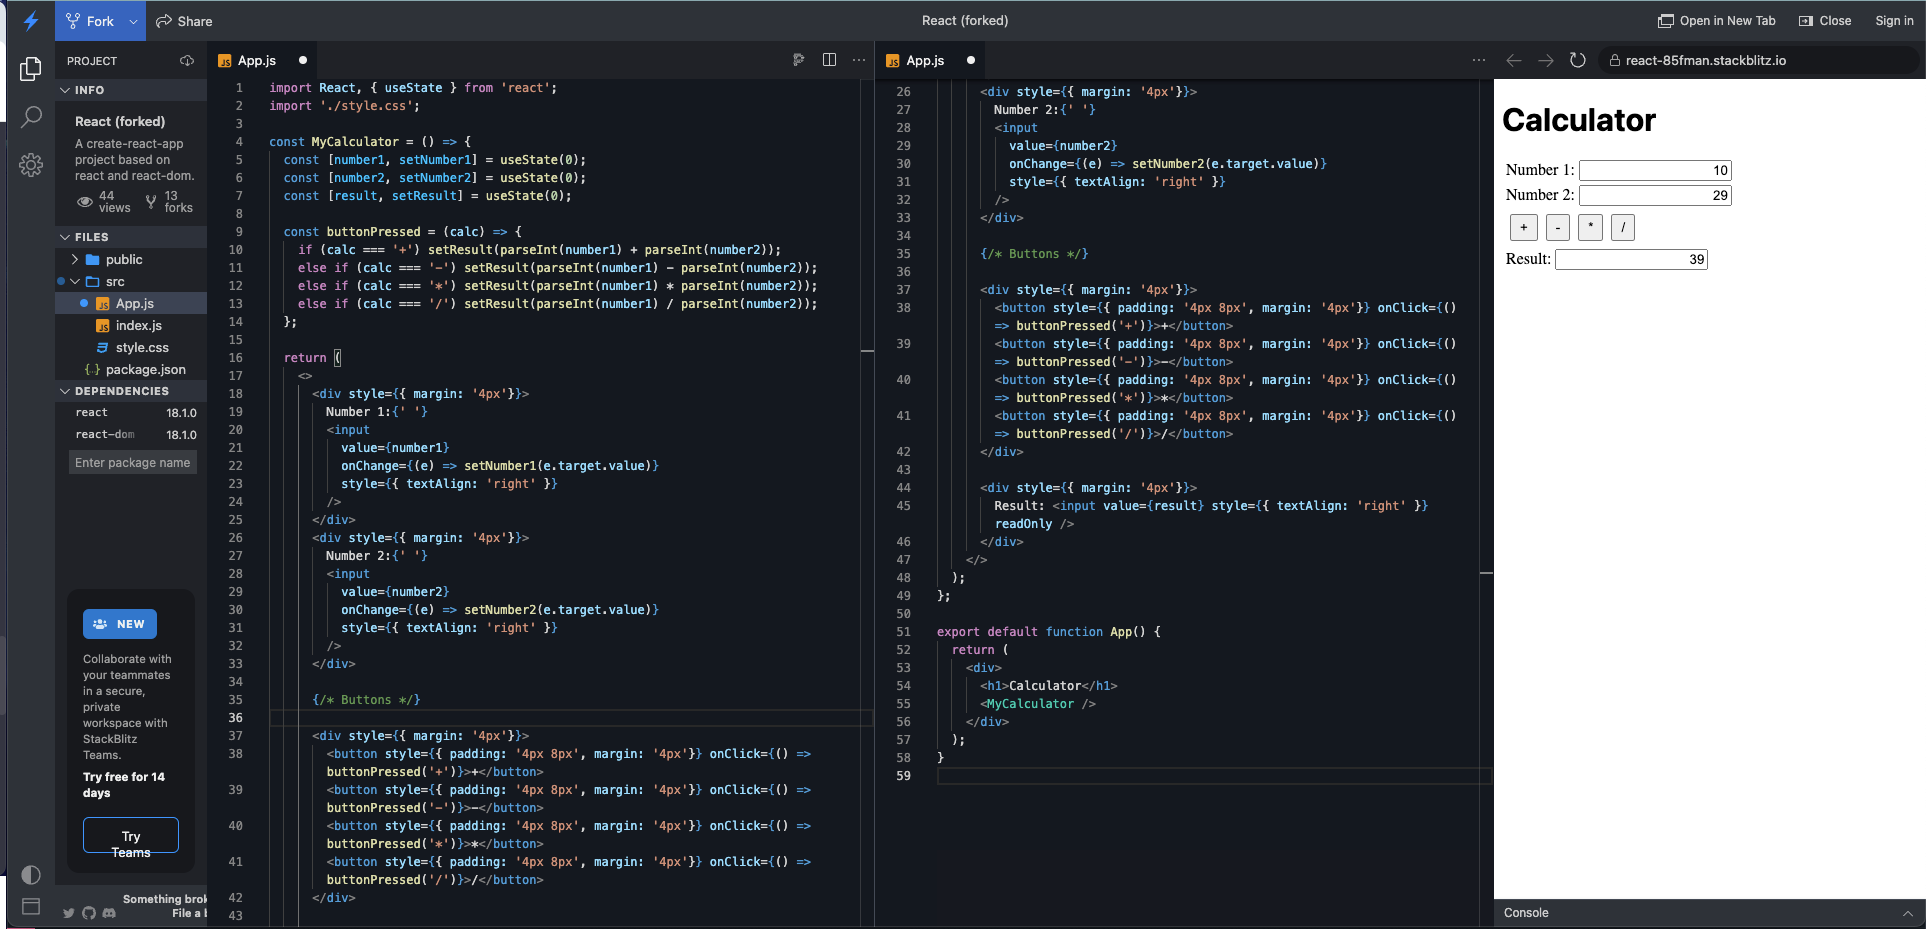 Fork
Share
React (forked)
Open in New Tab
Close
Sign in
PROJECT
INFO
React (forked)
A create-react-app
project based on
react and react-dom.
44
views
13
forks
FILES
public
src
App.js
index.js
style.css
package.json
DEPENDENCIES
react 18.1.0
react-dom 18.1.0
Enter package name
NEW
Collaborate with
your teammates
in a secure,
private
workspace with
StackBlitz
Teams.
Try free for 14
days
Try
Teams
Something brok
File a b
JS App.js
1 import React, { useState } from 'react';
2 import './style.css';
3
4 const MyCalculator = () => {
5 const [number1, setNumber1] = useState(0);
6 const [number2, setNumber2] = useState(0);
7 const [result, setResult] = useState(0);
8
9 const buttonPressed = (calc) => {
10 if (calc === '+') setResult(parseInt(number1) + parseInt(number2));
11 else if (calc === '-') setResult(parseInt(number1) - parseInt(number2));
12 else if (calc === '*') setResult(parseInt(number1) * parseInt(number2));
13 else if (calc === '/') setResult(parseInt(number1) / parseInt(number2));
14 };
15
16 return (
17 <>
18 <div style={{ margin: '4px'}}>
19 Number 1:{' '}
20 <input
21 value={number1}
22 onChange={(e) => setNumber1(e.target.value)}
23 style={{ textAlign: 'right' }}
24 />
25 </div>
26 <div style={{ margin: '4px'}}>
27 Number 2:{' '}
28 <input
29 value={number2}
30 onChange={(e) => setNumber2(e.target.value)}
31 style={{ textAlign: 'right' }}
32 />
33 </div>
34
35 {/* Buttons */}
36
37 <div style={{ margin: '4px'}}>
38 <button style={{ padding: '4px 8px', margin: '4px'}} onClick={() =>
buttonPressed('+')}>+</button>
39 <button style={{ padding: '4px 8px', margin: '4px'}} onClick={() =>
buttonPressed('-')}>-</button>
40 <button style={{ padding: '4px 8px', margin: '4px'}} onClick={() =>
buttonPressed('*')}>*</button>
41 <button style={{ padding: '4px 8px', margin: '4px'}} onClick={() =>
buttonPressed('/')}>/</button>
42 </div>
43
JS App.js
26 <div style={{ margin: '4px'}}>
27 Number 2:{' '}
28 <input
29 value={number2}
30 onChange={(e) => setNumber2(e.target.value)}
31 style={{ textAlign: 'right' }}
32 />
33 </div>
34
35 {/* Buttons */}
36
37 <div style={{ margin: '4px'}}>
38 <button style={{ padding: '4px 8px', margin: '4px'}} onClick={()
=> buttonPressed('+')}>+</button>
39 <button style={{ padding: '4px 8px', margin: '4px'}} onClick={()
=> buttonPressed('-')}>-</button>
40 <button style={{ padding: '4px 8px', margin: '4px'}} onClick={()
=> buttonPressed('*')}>*</button>
41 <button style={{ padding: '4px 8px', margin: '4px'}} onClick={()
=> buttonPressed('/')}>/</button>
42 </div>
43
44 <div style={{ margin: '4px'}}>
45 Result: <input value={result} style={{ textAlign: 'right' }}
readOnly />
46 </div>
47 </>
48 );
49 };
50
51 export default function App() {
52 return (
53 <div>
54 <h1>Calculator</h1>
55 <MyCalculator />
56 </div>
57 );
58 }
59
react-85fman.stackblitz.io
Calculator
Number 1: 10
Number 2: 29
+ - * /
Result: 39
Console